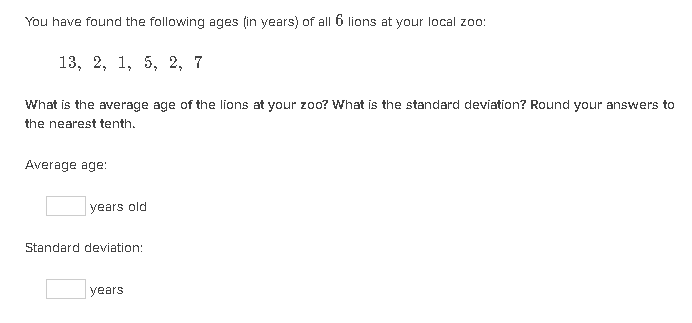 You have found the following ages (in years) of all 6 lions at your local zoo:
13, 2, 1, 5, 2, 7
What is the average age of the lions at your zoo? What is the standard deviation? Round your answers to
the nearest tenth.
Average age:
years old
Standard deviation:
years